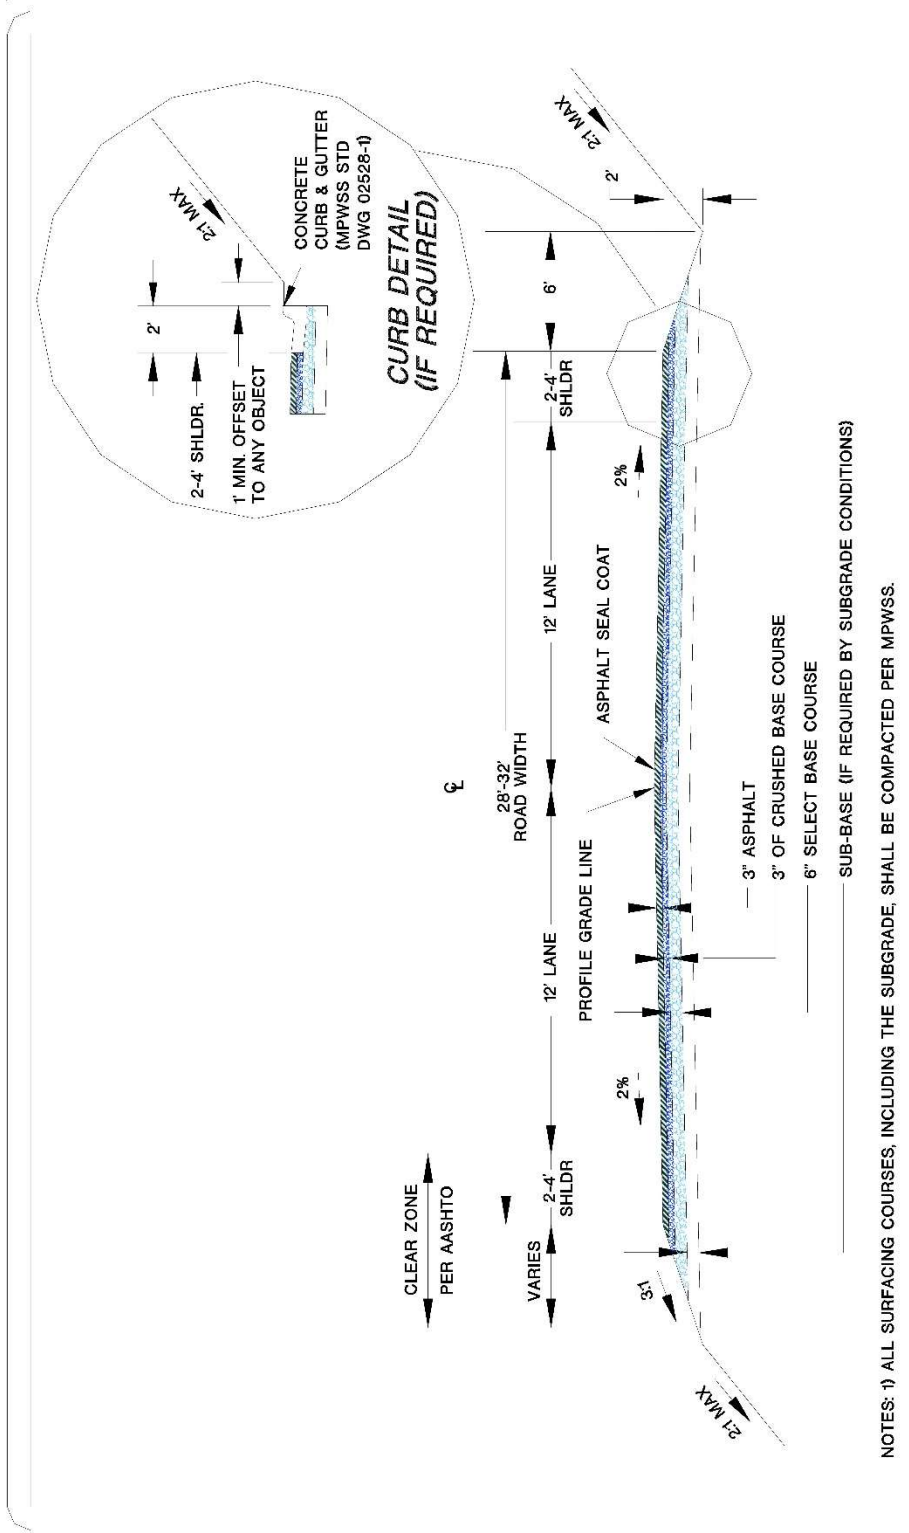 2:1 MAX
2'
2-4' SHLDR.
1' MIN. OFFSET
TO ANY OBJECT
CONCRETE
CURB & GUTTER
(MPWSS STD
DWG 02528-1)
CURB DETAIL
(IF REQUIRED)
CLEAR ZONE
PER AASHTO
℄
28'-32'
ROAD WIDTH
VARIES
2-4'
SHLDR
12' LANE
12' LANE
2-4'
SHLDR
6'
2'
2:1 MAX
PROFILE GRADE LINE
ASPHALT SEAL COAT
2%
2%
3:1
2:1 MAX
3" ASPHALT
3" OF CRUSHED BASE COURSE
6" SELECT BASE COURSE
SUB-BASE (IF REQUIRED BY SUBGRADE CONDITIONS)
NOTES: 1) ALL SURFACING COURSES, INCLUDING THE SUBGRADE, SHALL BE COMPACTED PER MPWSS.